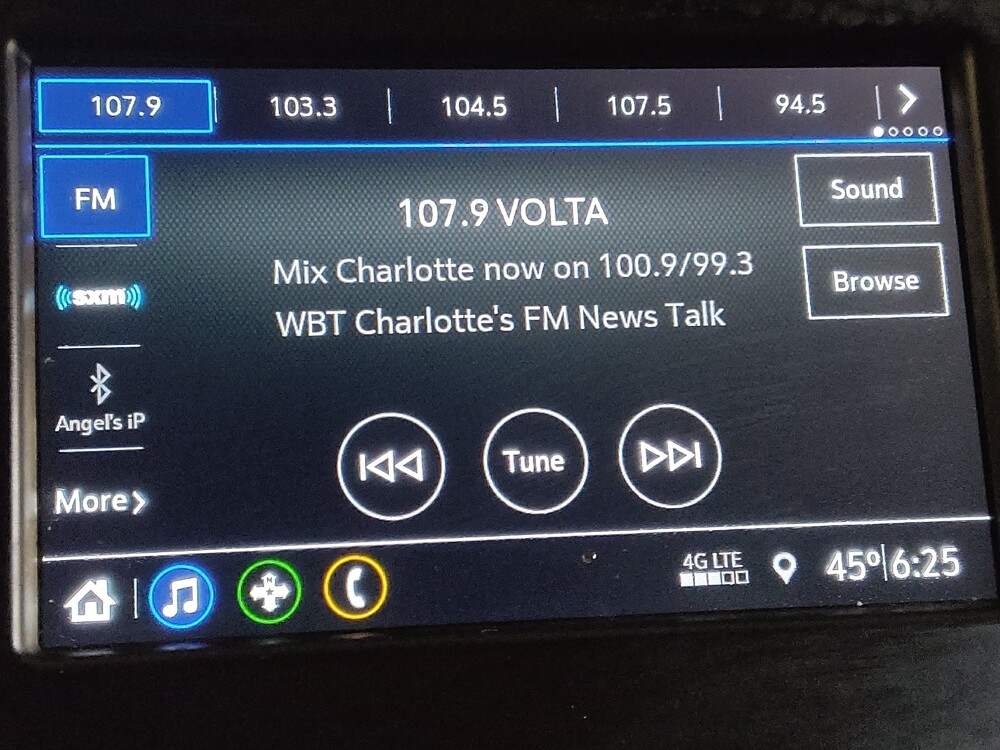 107.9 103.3 104.5 107.5 94.5
FM
107.9 VOLTA
Sound
Mix Charlotte now on 100.9/99.3
sxm
Browse
WBT Charlotte's FM News Talk
Angel's iP
Tune
More
4G LTE
45° 6:25